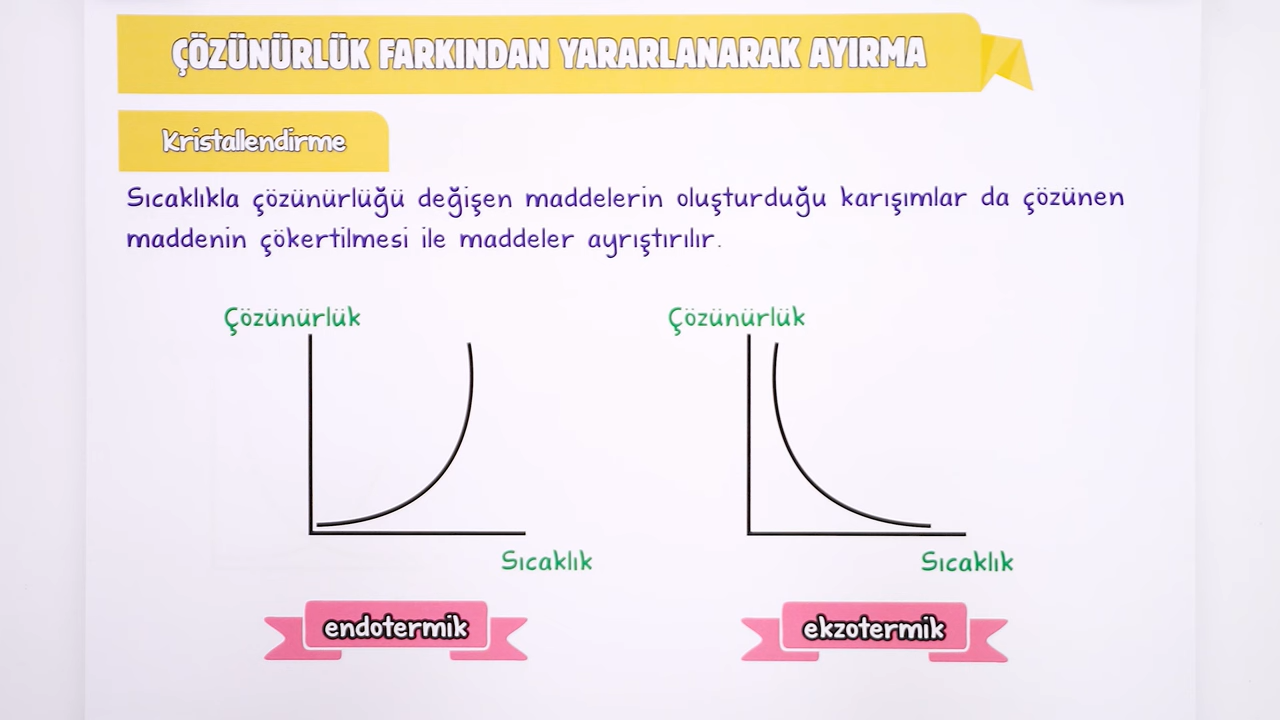 ÇÖZÜNÜRLÜK FARKINDAN YARARLANARAK AYIRMA
Kristallendirme
Sıcaklıkla çözünürlüğü değişen maddelerin oluşturduğu karışımlar da çözünen
maddenin çökertilmesi ile maddeler ayrıştırılır.
Çözünürlük
Sıcaklık
endotermik
Çözünürlük
Sıcaklık
ekzotermik